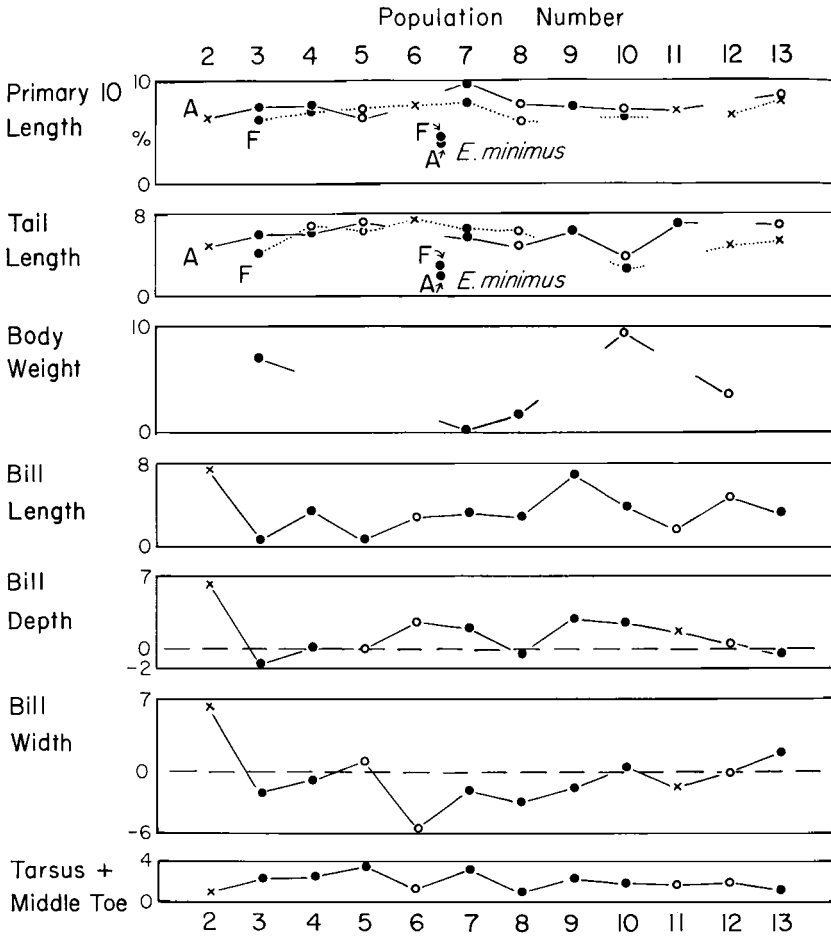 Population Number
2 3 4 5 6 7 8 9 10 11 12 13
Primary 10
Length
10
%
0
A
F
F
A
E. minimus
Tail
Length
8
0
A
F
F
A
E. minimus
Body
Weight
10
0
Bill
Length
8
0
Bill
Depth
7
0
-2
Bill
Width
7
0
-6
Tarsus +
Middle Toe
4
0
2 3 4 5 6 7 8 9 10 11 12 13